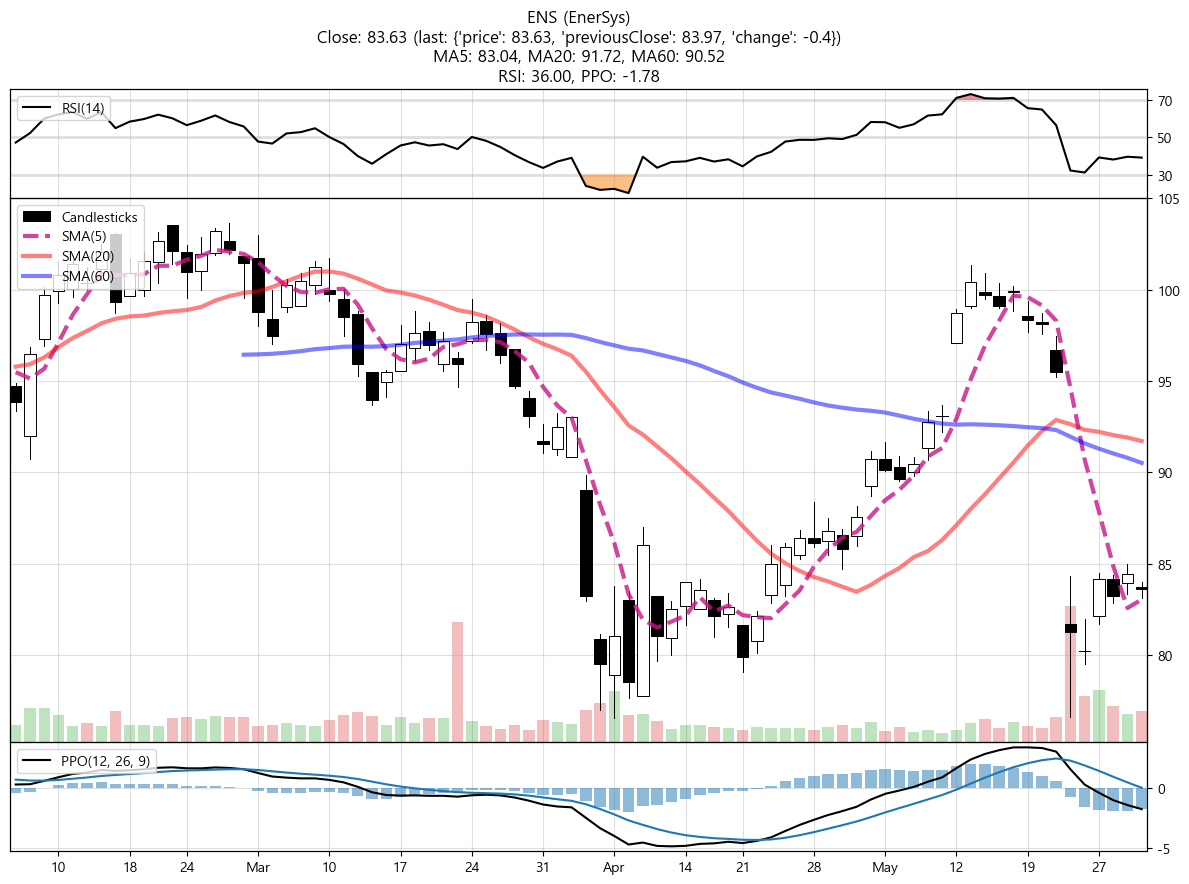 ENS (EnerSys)
Close: 83.63 (last: {'price': 83.63, 'previousClose': 83.97, 'change': -0.4})
MA5: 83.04, MA20: 91.72, MA60: 90.52
RSI: 36.00, PPO: -1.78
RSI(14)
70
50
30
Candlesticks
SMA(5)
SMA(20)
SMA(60)
105
100
95
90
85
80
PPO(12, 26, 9)
0
-5
10 18 24 Mar 10 17 24 31 Apr 14 21 28 May 12 19 27